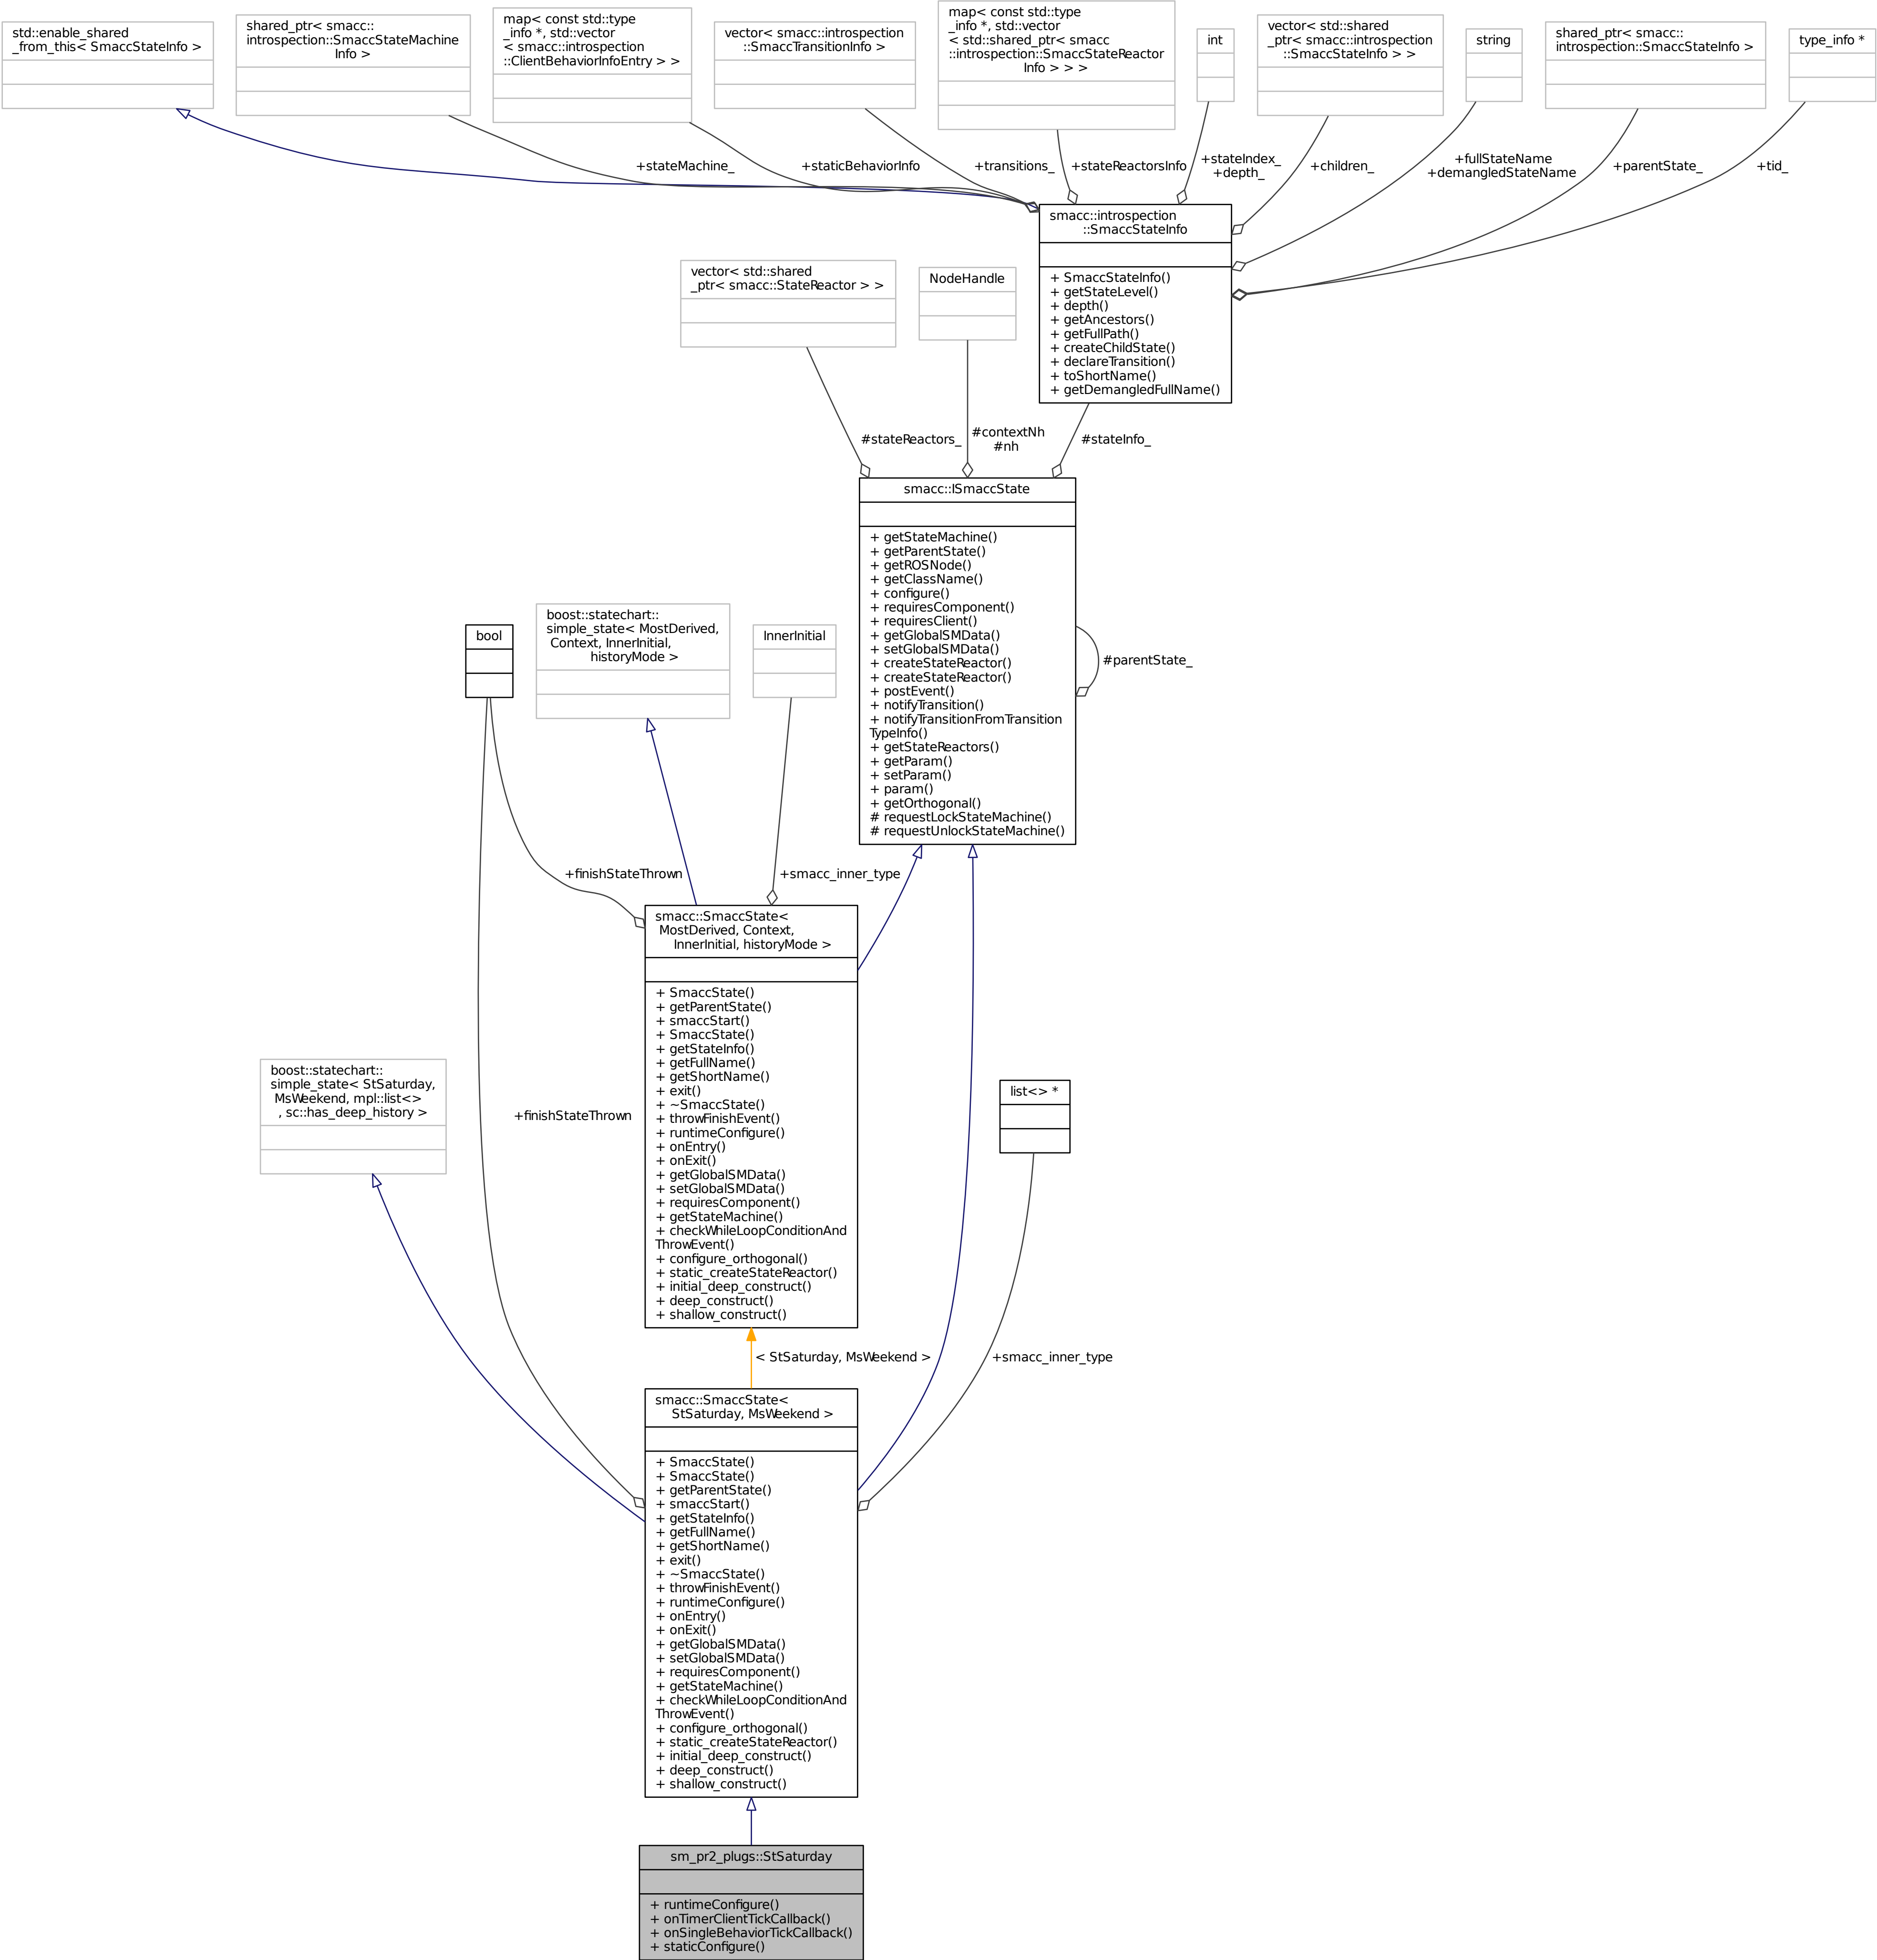 std::enable_shared
_from_this< SmaccStateInfo >
shared_ptr< smacc::
introspection::SmaccStateMachine
Info >
map< const std::type
_info *, std::vector
< smacc::introspection
::ClientBehaviorInfoEntry > >
vector< smacc::introspection
::SmaccTransitionInfo >
map< const std::type
_info *, std::vector
< std::shared_ptr< smacc
::introspection::SmaccStateReactor
Info > > >
int
vector< std::shared
_ptr< smacc::introspection
::SmaccStateInfo > >
string
shared_ptr< smacc::
introspection::SmaccStateInfo >
type_info *
+stateMachine_
+staticBehaviorInfo
+transitions_
+stateReactorsInfo
+stateIndex_
+depth_
+children_
+fullStateName
+demangledStateName
+parentState_
+tid_
smacc::introspection
::SmaccStateInfo
+ SmaccStateInfo()
+ getStateLevel()
+ depth()
+ getAncestors()
+ getFullPath()
+ createChildState()
+ declareTransition()
+ toShortName()
+ getDemangledFullName()
vector< std::shared
_ptr< smacc::StateReactor > >
NodeHandle
#stateReactors_
#contextNh
#nh
#stateInfo_
smacc::ISmaccState
+ getStateMachine()
+ getParentState()
+ getROSNode()
+ getClassName()
+ configure()
+ requiresComponent()
+ requiresClient()
+ getGlobalSMData()
+ setGlobalSMData()
+ createStateReactor()
+ createStateReactor()
+ postEvent()
+ notifyTransition()
+ notifyTransitionFromTransition
TypeInfo()
+ getStateReactors()
+ getParam()
+ setParam()
+ param()
+ getOrthogonal()
# requestLockStateMachine()
# requestUnlockStateMachine()
#parentState_
bool
boost::statechart::
simple_state< MostDerived,
Context, InnerInitial,
historyMode >
InnerInitial
+finishStateThrown
+smacc_inner_type
smacc::SmaccState<
MostDerived, Context,
InnerInitial, historyMode >
+ SmaccState()
+ getParentState()
+ smaccStart()
+ SmaccState()
+ getStateInfo()
+ getFullName()
+ getShortName()
+ exit()
+ ~SmaccState()
+ throwFinishEvent()
+ runtimeConfigure()
+ onEntry()
+ onExit()
+ getGlobalSMData()
+ setGlobalSMData()
+ requiresComponent()
+ getStateMachine()
+ checkWhileLoopConditionAnd
ThrowEvent()
+ configure_orthogonal()
+ static_createStateReactor()
+ initial_deep_construct()
+ deep_construct()
+ shallow_construct()
boost::statechart::
simple_state< StSaturday,
MsWeekend, mpl::list<>
, sc::has_deep_history >
+finishStateThrown
list<> *
< StSaturday, MsWeekend >
+smacc_inner_type
smacc::SmaccState<
StSaturday, MsWeekend >
+ SmaccState()
+ SmaccState()
+ getParentState()
+ smaccStart()
+ getStateInfo()
+ getFullName()
+ getShortName()
+ exit()
+ ~SmaccState()
+ throwFinishEvent()
+ runtimeConfigure()
+ onEntry()
+ onExit()
+ getGlobalSMData()
+ setGlobalSMData()
+ requiresComponent()
+ getStateMachine()
+ checkWhileLoopConditionAnd
ThrowEvent()
+ configure_orthogonal()
+ static_createStateReactor()
+ initial_deep_construct()
+ deep_construct()
+ shallow_construct()
sm_pr2_plugs::StSaturday
+ runtimeConfigure()
+ onTimerClientTickCallback()
+ onSingleBehaviorTickCallback()
+ staticConfigure()